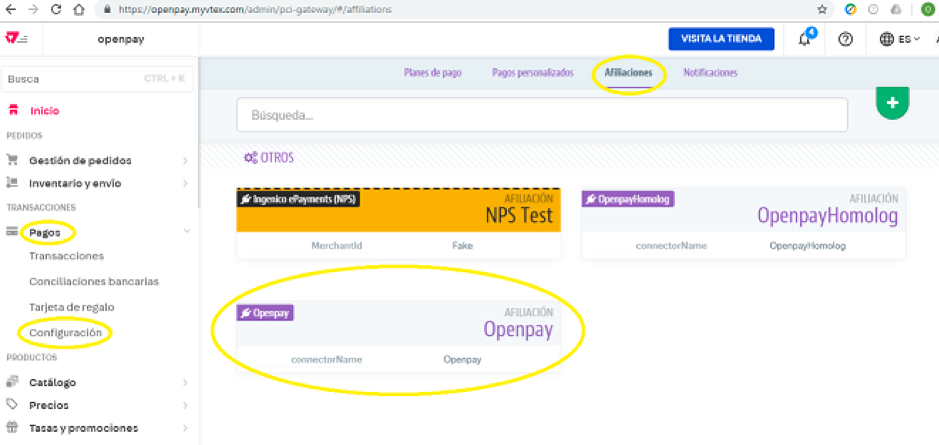 https://openpay.myvtex.com/admin/pci-gateway/#/affiliations
openpay
VISITA LA TIENDA
4
ES
Busca
CTRL + K
Inicio
PEDIDOS
Gestión de pedidos
Inventario y envío
TRANSACCIONES
Pagos
Transacciones
Conciliaciones bancarias
Tarjeta de regalo
Configuración
PRODUCTOS
Catálogo
Precios
Tasas y promociones
Planes de pago
Pagos personalizados
Afiliaciones
Notificaciones
Búsqueda...
OTROS
Ingenico ePayments (NPS)
AFILIACIÓN
NPS Test
MerchantId
Fake
OpenpayHomolog
AFILIACIÓN
OpenpayHomolog
connectorName
OpenpayHomolog
Openpay
AFILIACIÓN
Openpay
connectorName
Openpay